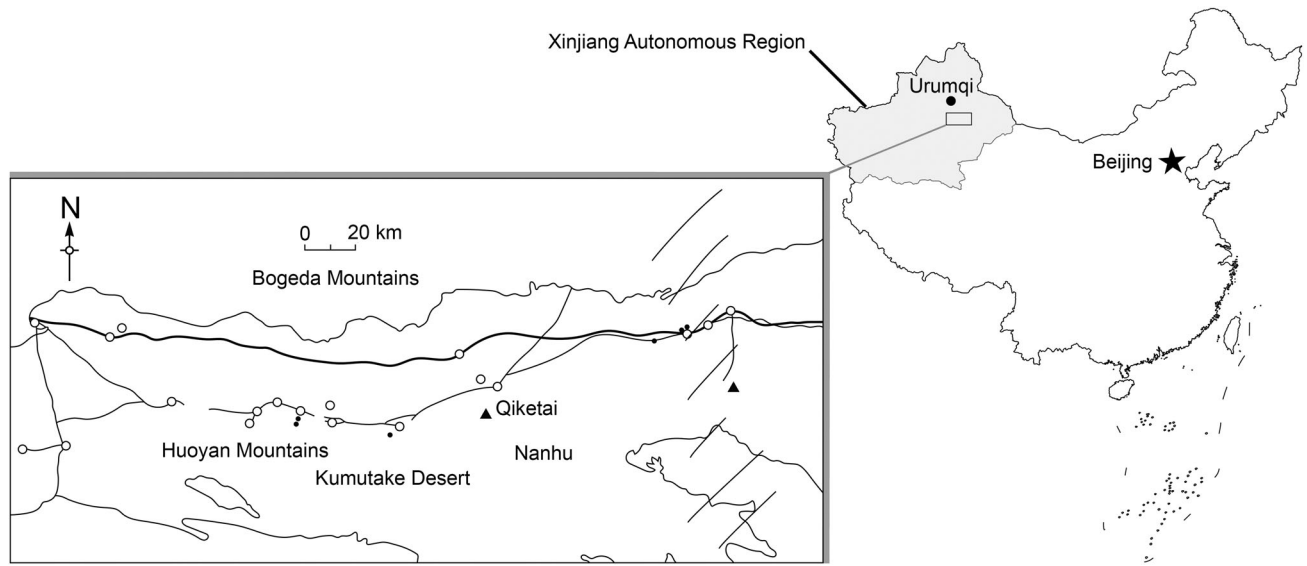 Xinjiang Autonomous Region
Urumqi
Beijing
N
0 20 km
Bogeda Mountains
Qiketai
Huoyan Mountains
Nanhu
Kumutake Desert